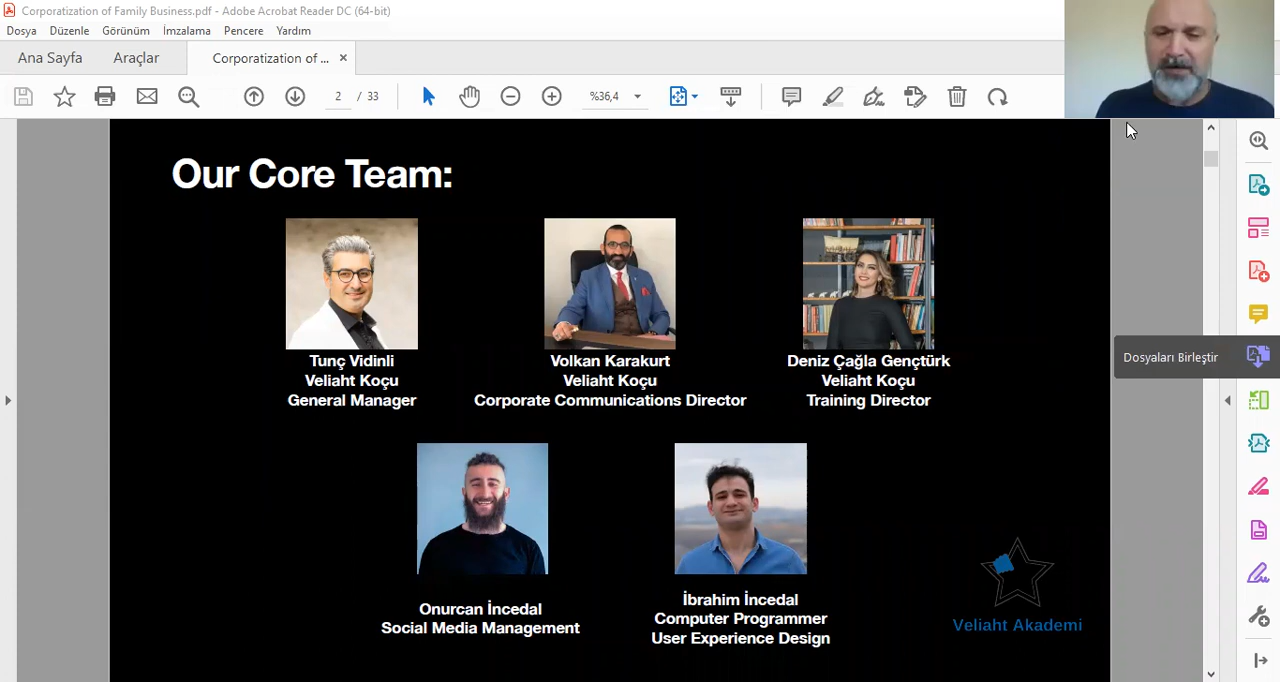 Corporatization of Family Business.pdf - Adobe Acrobat Reader DC (64-bit)
Dosya Düzenle Görünüm İmzalama Pencere Yardım
Ana Sayfa Araçlar Corporatization of ... ×
2 / 33 %36,4
Our Core Team:
Tunç Vidinli
Veliaht Koçu
General Manager
Volkan Karakurt
Veliaht Koçu
Corporate Communications Director
Deniz Çağla Gençtürk
Veliaht Koçu
Training Director
Dosyaları Birleştir
Onurcan İncedal
Social Media Management
İbrahim İncedal
Computer Programmer
User Experience Design
Veliaht Akademi